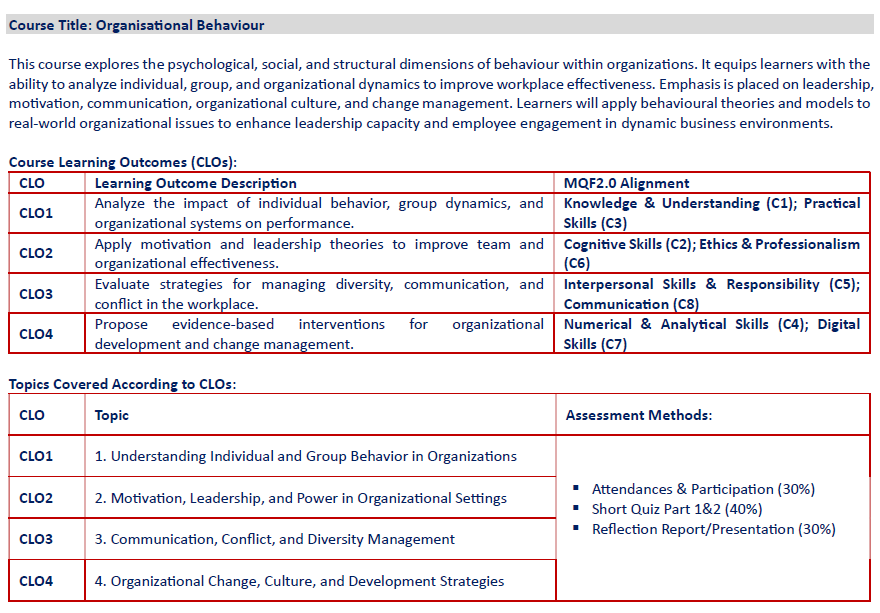 Course Title: Organisational Behaviour
This course explores the psychological, social, and structural dimensions of behaviour within organizations. It equips learners with the
ability to analyze individual, group, and organizational dynamics to improve workplace effectiveness. Emphasis is placed on leadership,
motivation, communication, organizational culture, and change management. Learners will apply behavioural theories and models to
real-world organizational issues to enhance leadership capacity and employee engagement in dynamic business environments.
Course Learning Outcomes (CLOs):
CLO Learning Outcome Description MQF2.0 Alignment
CLO1 Analyze the impact of individual behavior, group dynamics, and Knowledge & Understanding (C1); Practical
organizational systems on performance. Skills (C3)
CLO2 Apply motivation and leadership theories to improve team and Cognitive Skills (C2); Ethics & Professionalism
organizational effectiveness. (C6)
CLO3 Evaluate strategies for managing diversity, communication, and Interpersonal Skills & Responsibility (C5);
conflict in the workplace. Communication (C8)
CLO4 Propose evidence-based interventions for organizational Numerical & Analytical Skills (C4); Digital
development and change management. Skills (C7)
Topics Covered According to CLOs:
CLO Topic Assessment Methods:
CLO1 1. Understanding Individual and Group Behavior in Organizations
CLO2 2. Motivation, Leadership, and Power in Organizational Settings
CLO3 3. Communication, Conflict, and Diversity Management
CLO4 4. Organizational Change, Culture, and Development Strategies
▪ Attendances & Participation (30%)
▪ Short Quiz Part 1&2 (40%)
▪ Reflection Report/Presentation (30%)